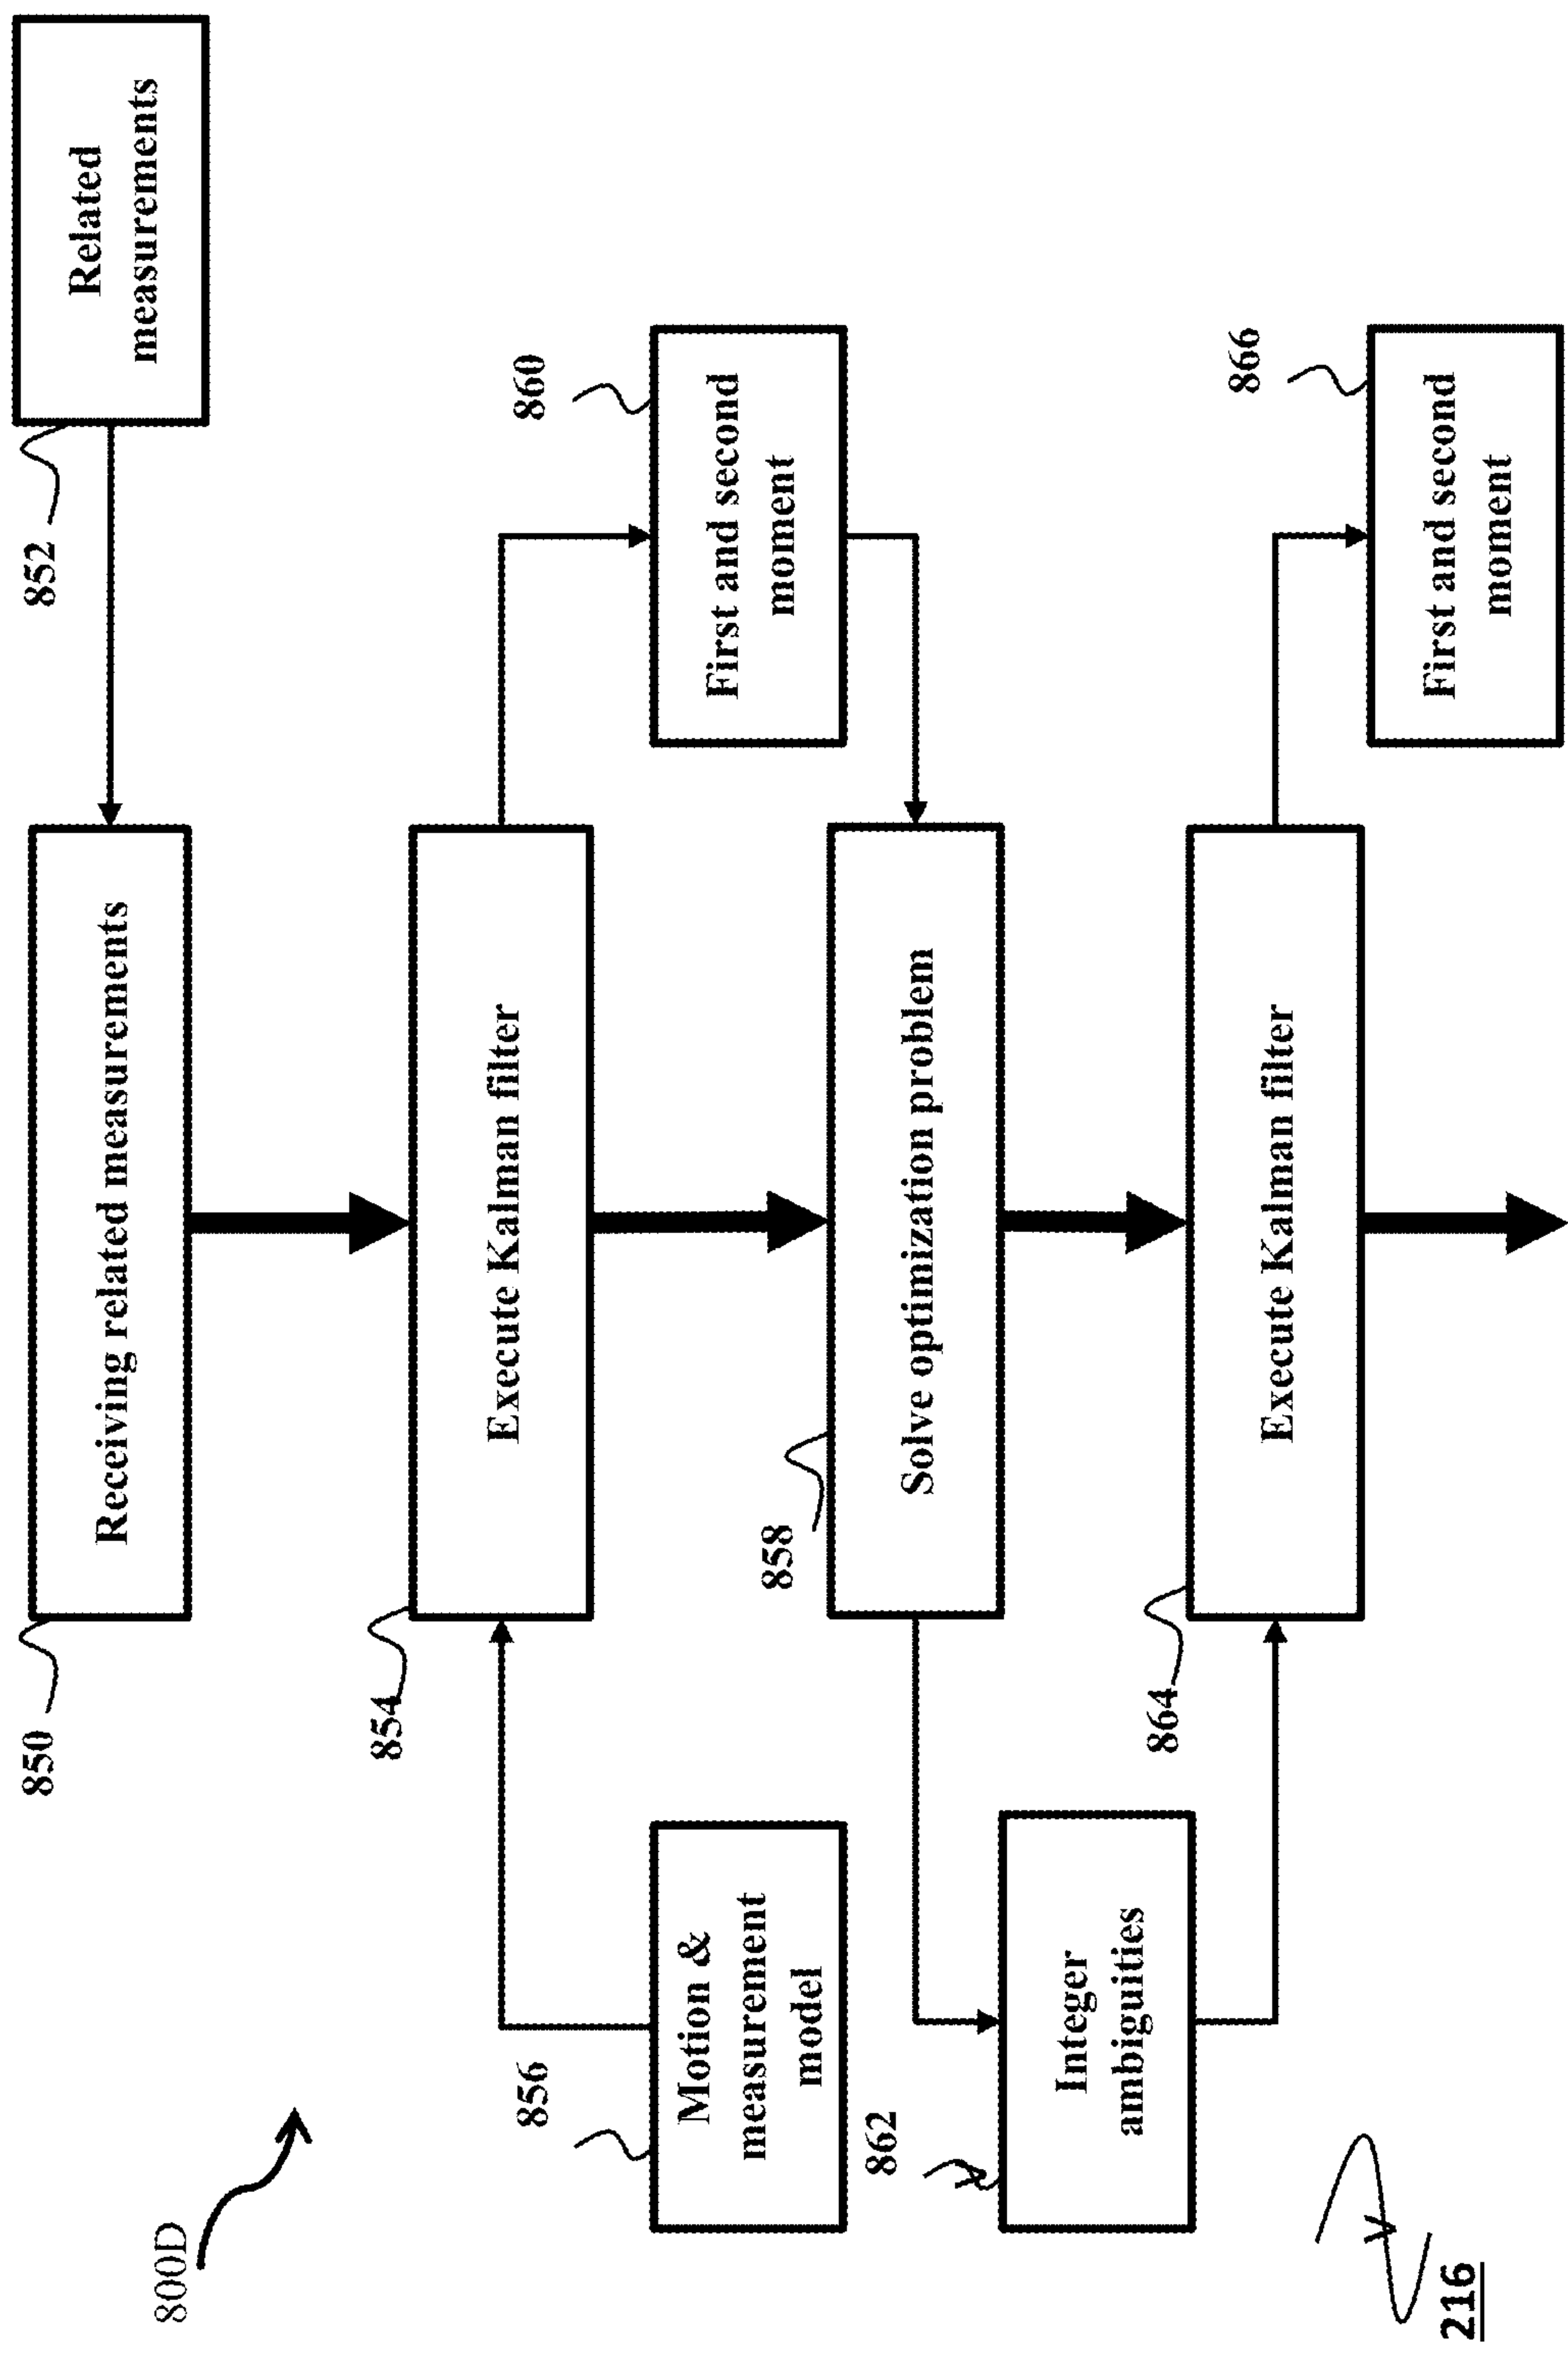 800D
850
Receiving related measurements
852
Related
measurements
854
Execute Kalman filter
856
Motion &
measurement
model
860
First and second
moment
858
Solve optimization problem
862
Integer
ambiguities
864
Execute Kalman filter
866
First and second
moment
216